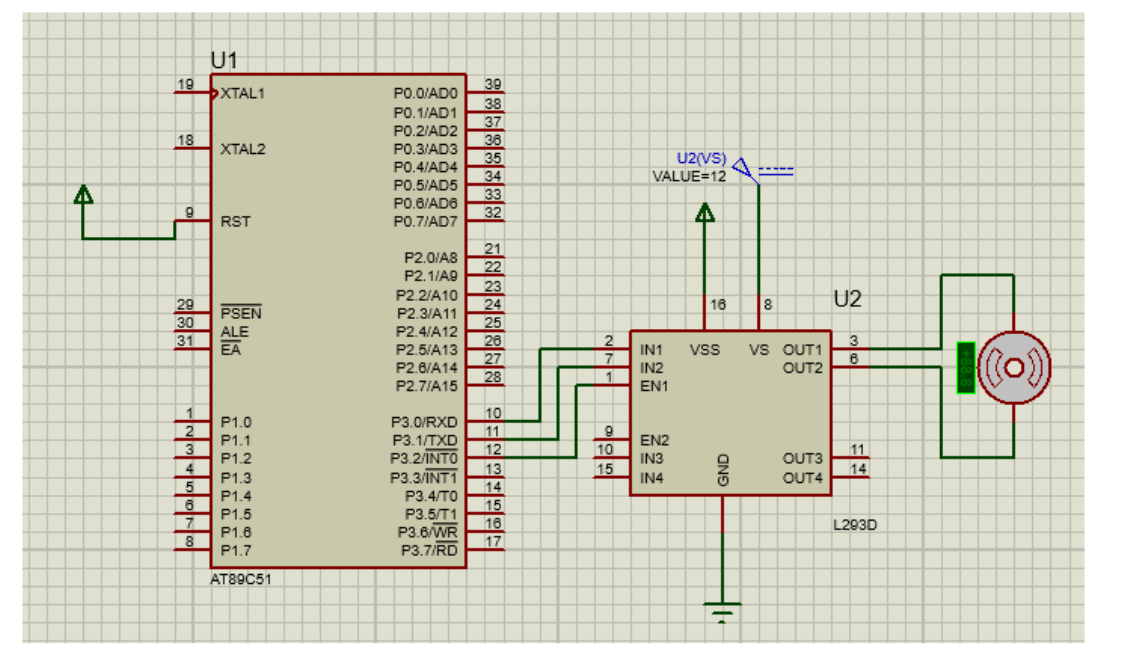 U1
19 XTAL1
18 XTAL2
9 RST
29 PSEN
30 ALE
31 EA
1 P1.0
2 P1.1
3 P1.2
4 P1.3
5 P1.4
6 P1.5
7 P1.6
8 P1.7
P0.0/AD0 39
P0.1/AD1 38
P0.2/AD2 37
P0.3/AD3 36
P0.4/AD4 35
P0.5/AD5 34
P0.6/AD6 33
P0.7/AD7 32
P2.0/A8 21
P2.1/A9 22
P2.2/A10 23
P2.3/A11 24
P2.4/A12 25
P2.5/A13 26
P2.6/A14 27
P2.7/A15 28
P3.0/RXD 10
P3.1/TXD 11
P3.2/INT0 12
P3.3/INT1 13
P3.4/T0 14
P3.5/T1 15
P3.6/WR 16
P3.7/RD 17
AT89C51
U2(VS)
VALUE=12
U2
16 8
VSS VS
2 IN1
7 IN2
1 EN1
9 EN2
10 IN3
15 IN4
GND
OUT1 3
OUT2 6
OUT3 11
OUT4 14
L293D